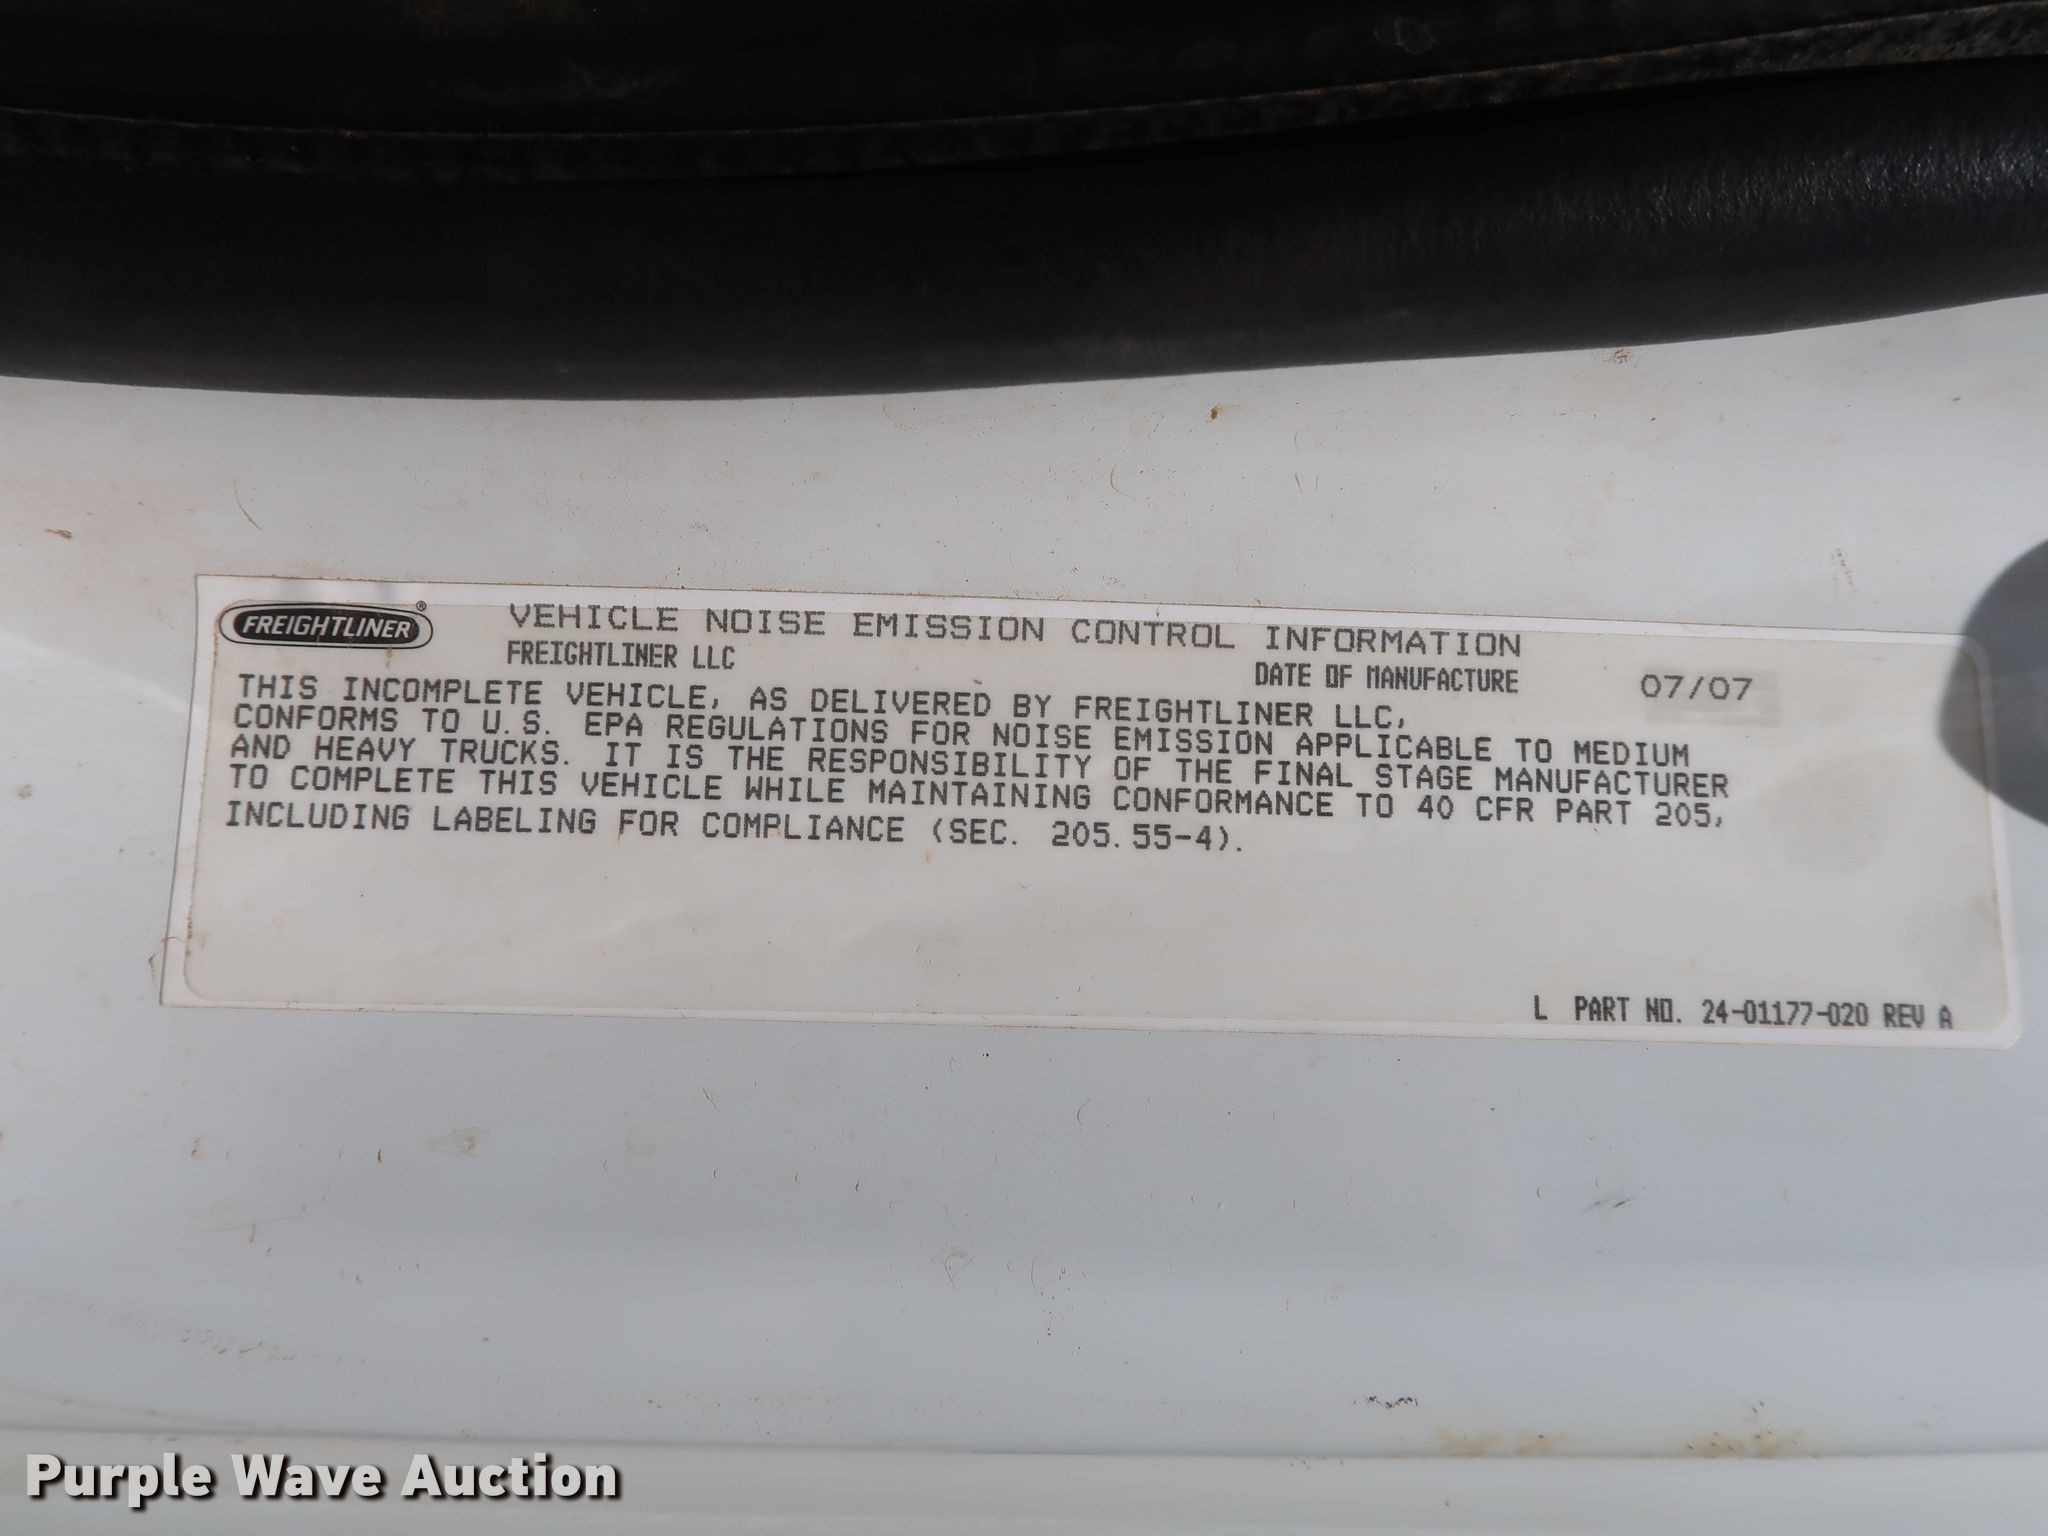 FREIGHTLINER®
VEHICLE NOISE EMISSION CONTROL INFORMATION
FREIGHTLINER LLC
DATE OF MANUFACTURE 07/07
THIS INCOMPLETE VEHICLE, AS DELIVERED BY FREIGHTLINER LLC,
CONFORMS TO U.S. EPA REGULATIONS FOR NOISE EMISSION APPLICABLE TO MEDIUM
AND HEAVY TRUCKS. IT IS THE RESPONSIBILITY OF THE FINAL STAGE MANUFACTURER
TO COMPLETE THIS VEHICLE WHILE MAINTAINING CONFORMANCE TO 40 CFR PART 205,
INCLUDING LABELING FOR COMPLIANCE (SEC. 205.55-4).
L PART NO. 24-01177-020 REV A
Purple Wave Auction